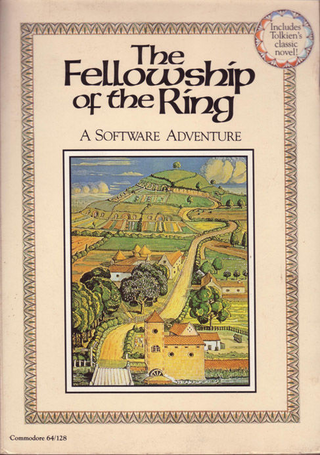 Includes
Tolkien's
classic
novel!
The
Fellowship
of the Ring
A SOFTWARE ADVENTURE
Commodore 64/128